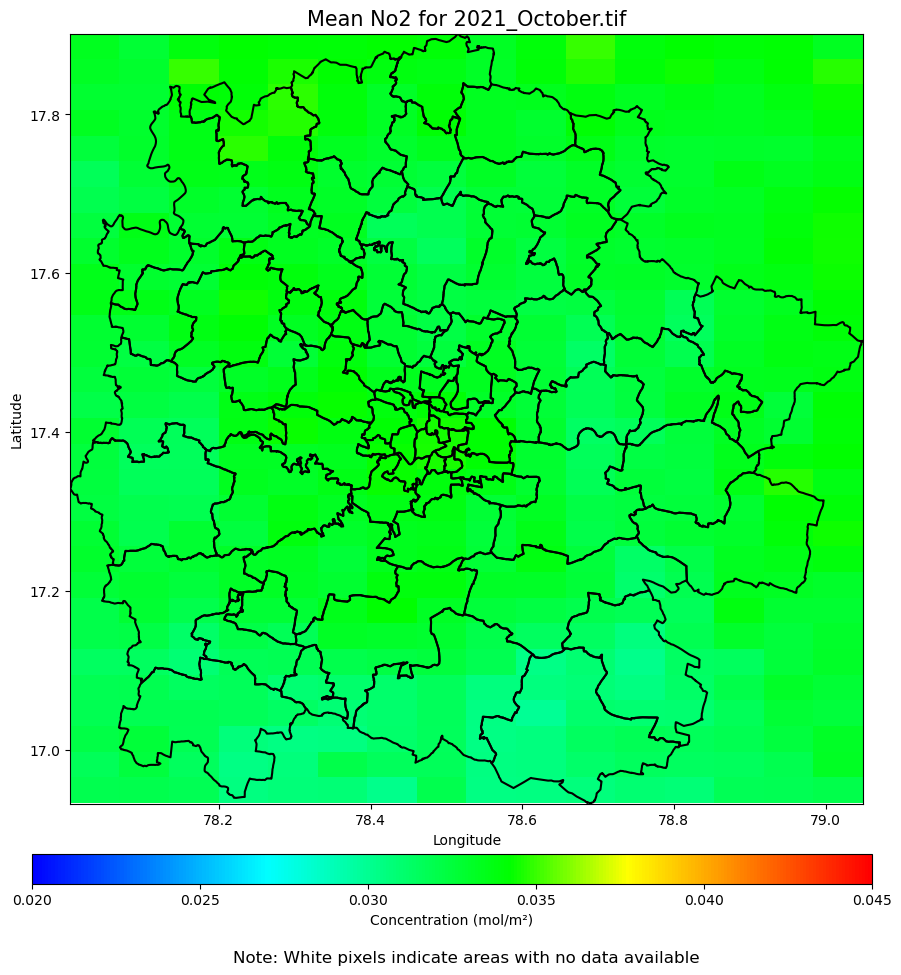 Mean No2 for 2021_October.tif
17.8
17.6
17.4
17.2
17.0
Latitude
78.2 78.4 78.6 78.8 79.0
Longitude
0.020 0.025 0.030 0.035 0.040 0.045
Concentration (mol/m²)
Note: White pixels indicate areas with no data available